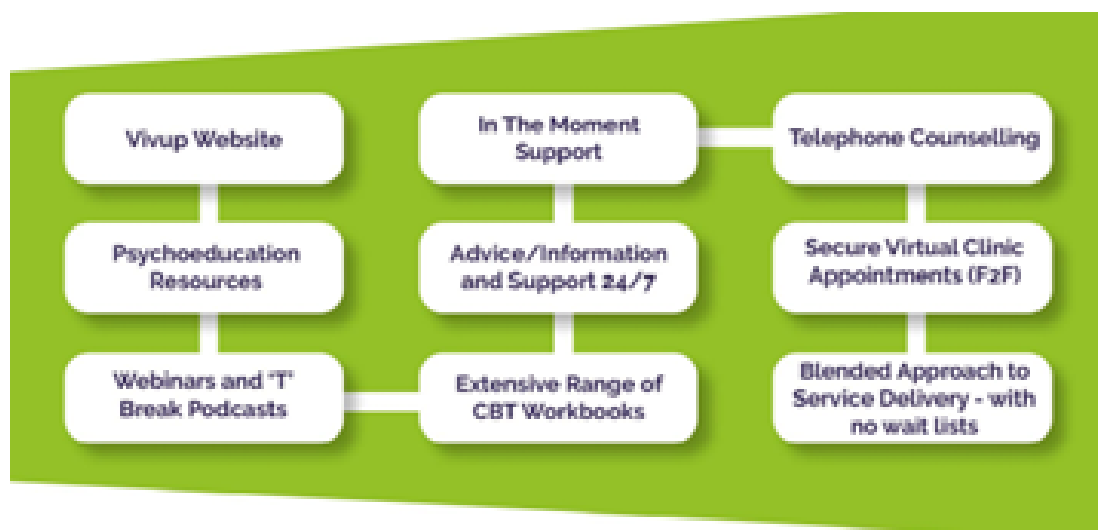 Vivup Website
Psychoeducation
Resources
Webinars and "T"
Break Podcasts
Extensive Range of
CBT Workbooks
Advice/Information
and Support 24/7
In The Moment
Support
Telephone Counselling
Secure Virtual Clinic
Appointments (F2F)
Blended Approach to
Service Delivery - with
no wait lists